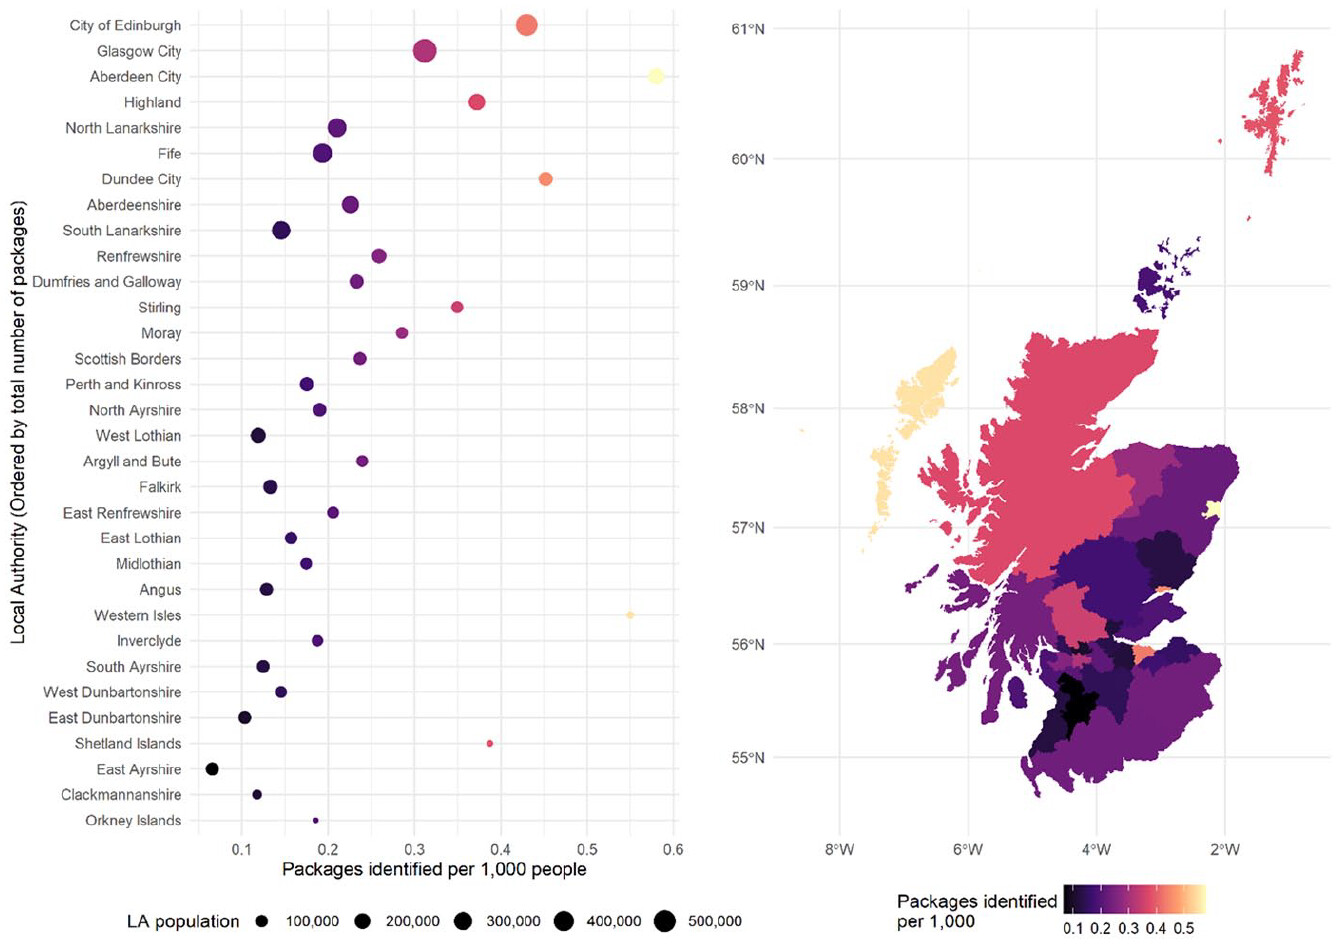 City of Edinburgh
Glasgow City
Aberdeen City
Highland
North Lanarkshire
Fife
Dundee City
Aberdeenshire
South Lanarkshire
Renfrewshire
Dumfries and Galloway
Stirling
Moray
Scottish Borders
Perth and Kinross
North Ayrshire
West Lothian
Argyll and Bute
Falkirk
East Renfrewshire
East Lothian
Midlothian
Angus
Western Isles
Inverclyde
South Ayrshire
West Dunbartonshire
East Dunbartonshire
Shetland Islands
East Ayrshire
Clackmannanshire
Orkney Islands
Local Authority (Ordered by total number of packages)
0.1 0.2 0.3 0.4 0.5 0.6
Packages identified per 1,000 people
LA population 100,000 200,000 300,000 400,000 500,000
61°N
60°N
59°N
58°N
57°N
56°N
55°N
8°W 6°W 4°W 2°W
Packages identified
per 1,000
0.1 0.2 0.3 0.4 0.5